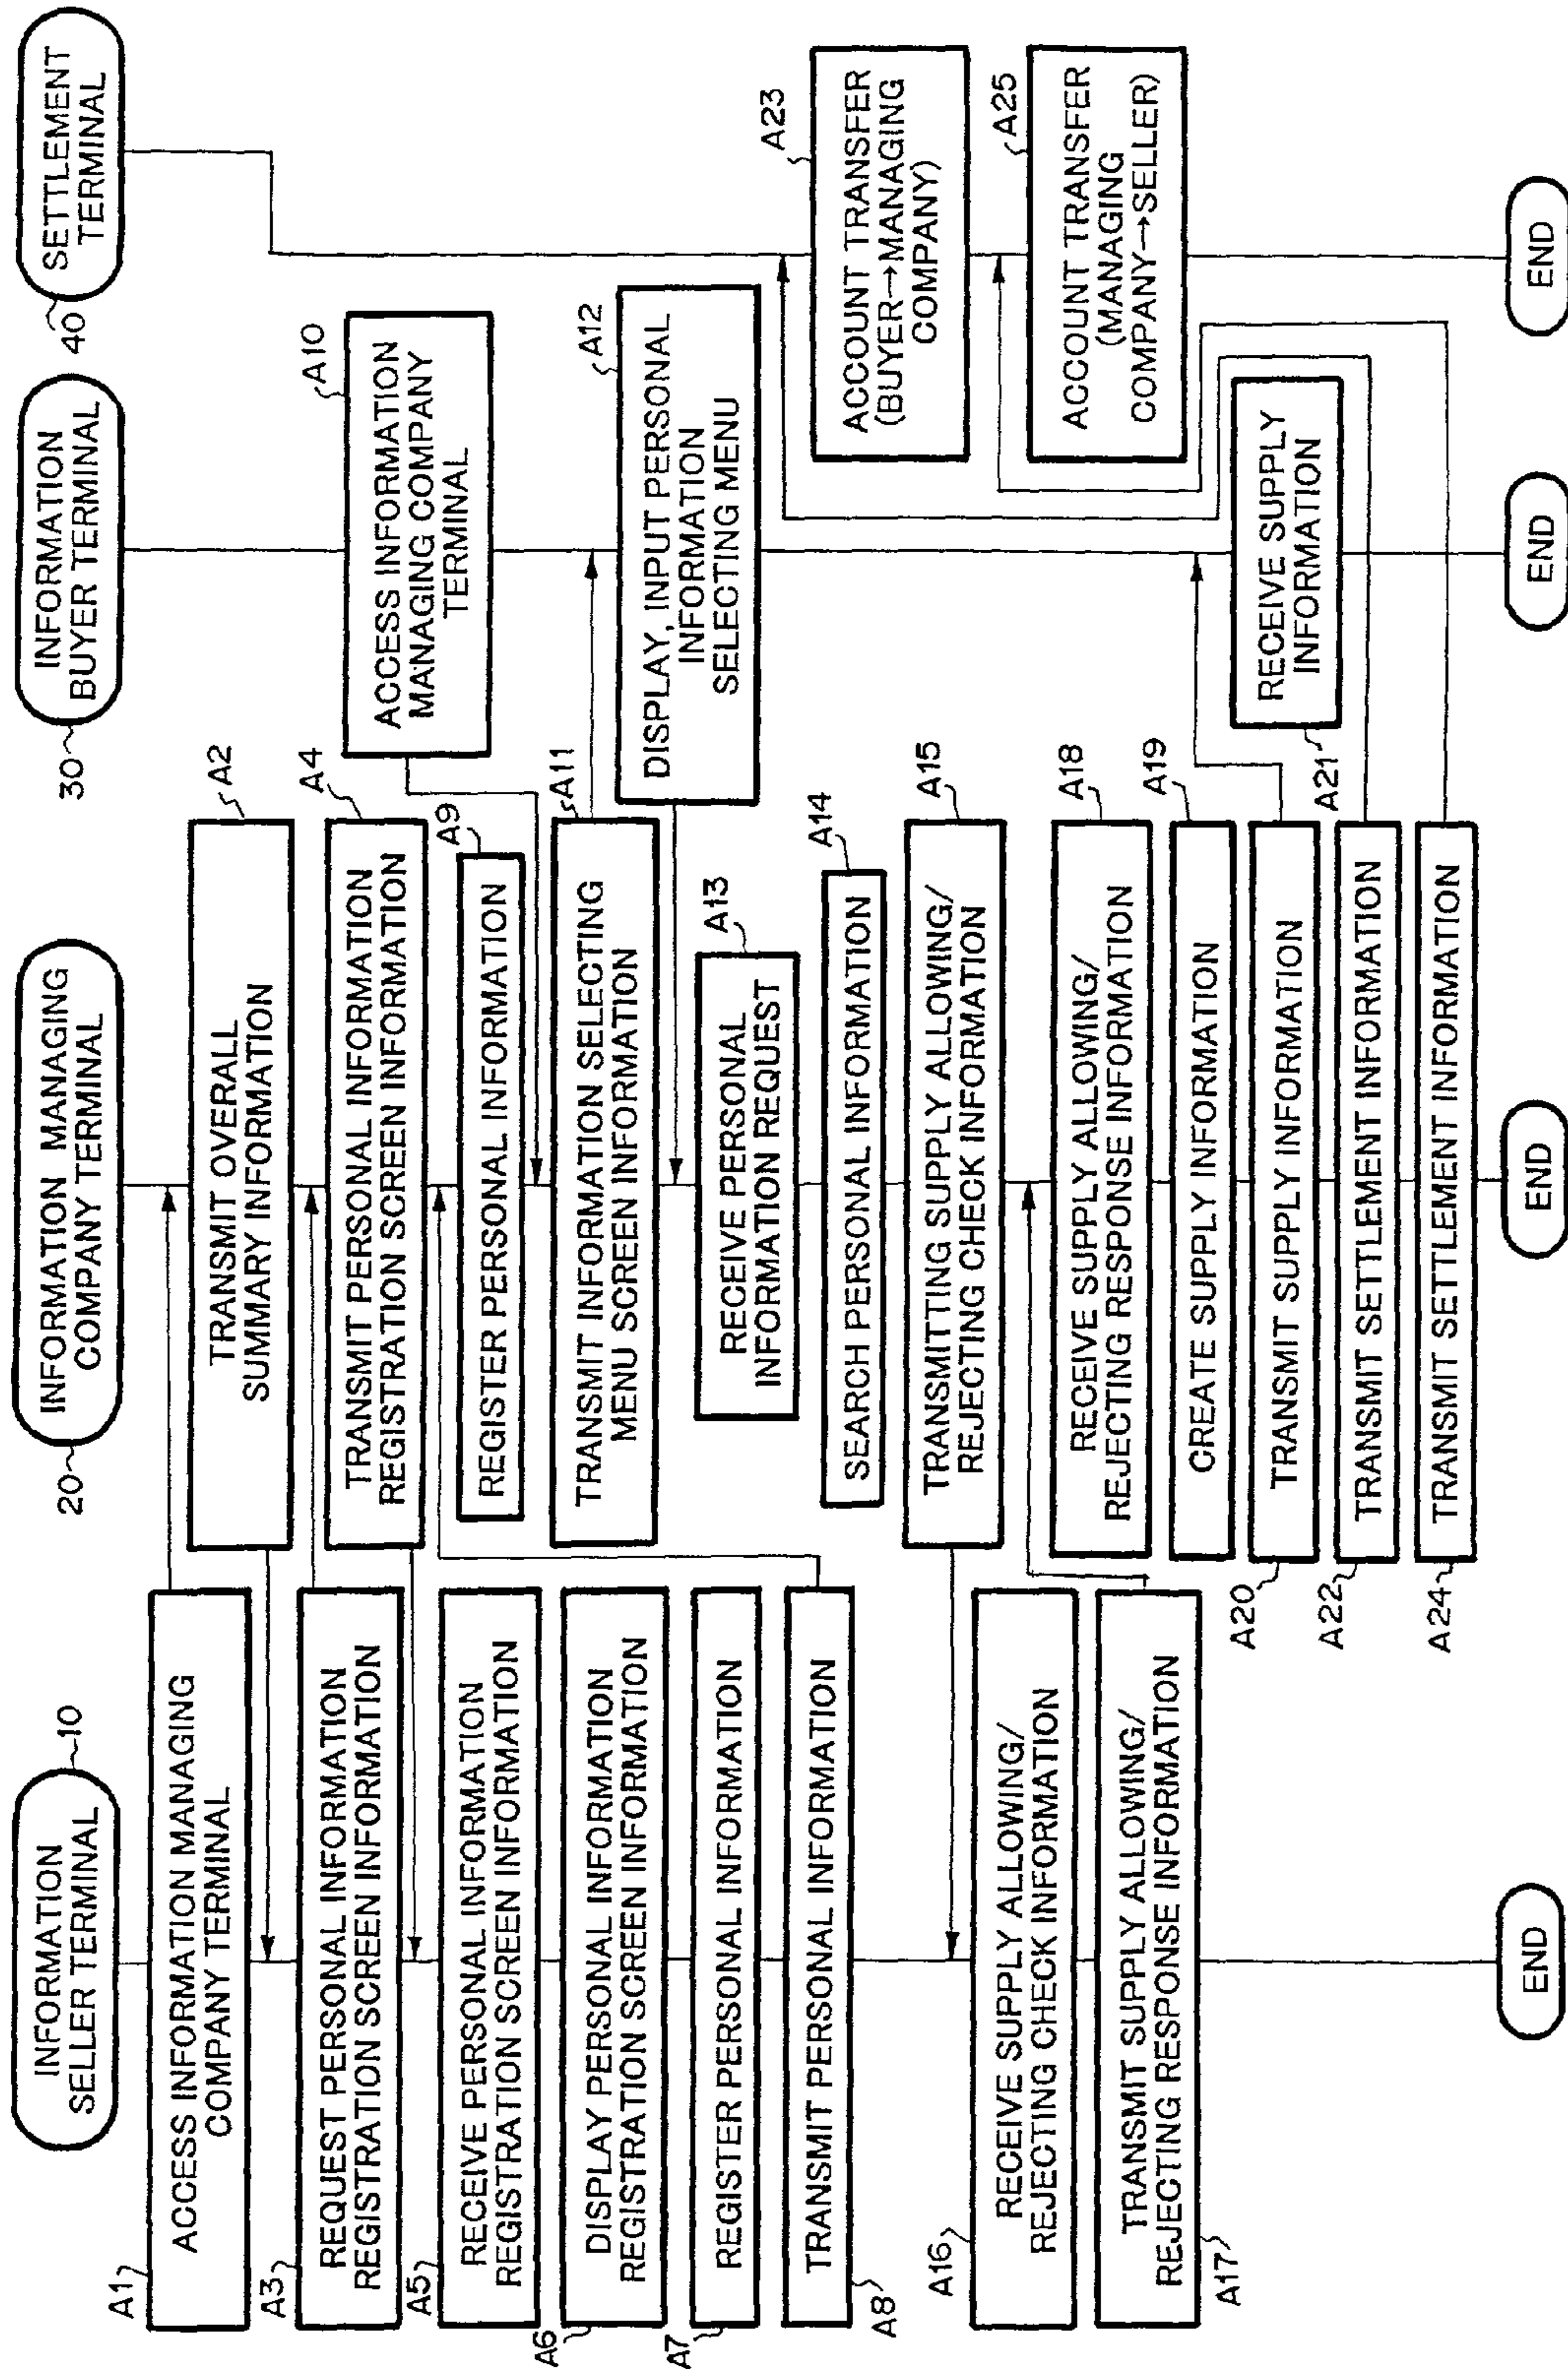 INFORMATION
SELLER TERMINAL
10
A1
ACCESS INFORMATION MANAGING
COMPANY TERMINAL
A3
REQUEST PERSONAL INFORMATION
REGISTRATION SCREEN INFORMATION
A5
RECEIVE PERSONAL INFORMATION
REGISTRATION SCREEN INFORMATION
A6
DISPLAY PERSONAL INFORMATION
REGISTRATION SCREEN INFORMATION
A7
REGISTER PERSONAL INFORMATION
A8
TRANSMIT PERSONAL INFORMATION
A16
RECEIVE SUPPLY ALLOWING/
REJECTING CHECK INFORMATION
A17
TRANSMIT SUPPLY ALLOWING/
REJECTING RESPONSE INFORMATION
END
20
INFORMATION MANAGING
COMPANY TERMINAL
A2
TRANSMIT OVERALL
SUMMARY INFORMATION
A4
TRANSMIT PERSONAL INFORMATION
REGISTRATION SCREEN INFORMATION
A9
REGISTER PERSONAL INFORMATION
A11
TRANSMIT INFORMATION SELECTING
MENU SCREEN INFORMATION
A13
RECEIVE PERSONAL
INFORMATION REQUEST
A14
SEARCH PERSONAL INFORMATION
A15
TRANSMITTING SUPPLY ALLOWING/
REJECTING CHECK INFORMATION
A18
RECEIVE SUPPLY ALLOWING/
REJECTING RESPONSE INFORMATION
A19
CREATE SUPPLY INFORMATION
A20
TRANSMIT SUPPLY INFORMATION
A22
TRANSMIT SETTLEMENT INFORMATION
A24
TRANSMIT SETTLEMENT INFORMATION
END
30
INFORMATION
BUYER TERMINAL
A10
ACCESS INFORMATION
MANAGING COMPANY
TERMINAL
A12
DISPLAY, INPUT PERSONAL
INFORMATION
SELECTING MENU
A21
RECEIVE SUPPLY
INFORMATION
END
40
SETTLEMENT
TERMINAL
A23
ACCOUNT TRANSFER
(BUYER→MANAGING
COMPANY)
A25
ACCOUNT TRANSFER
(MANAGING
COMPANY→SELLER)
END